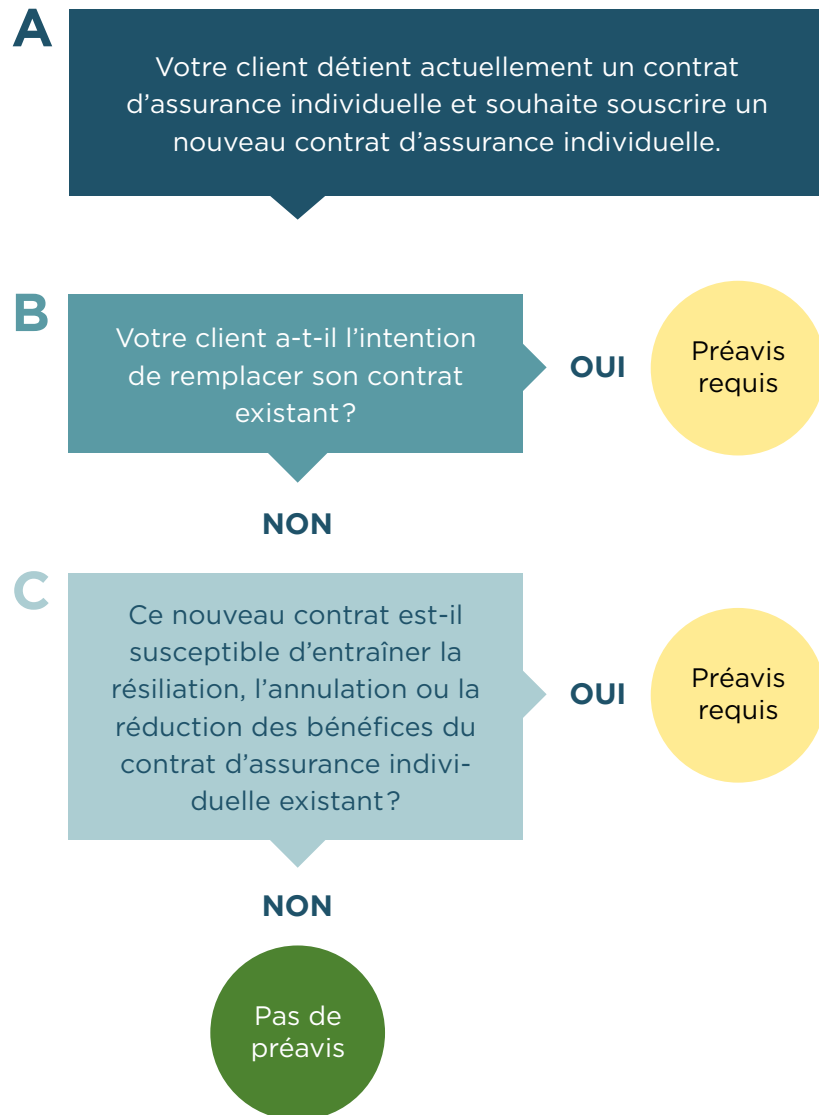 A
Votre client détient actuellement un contrat
d’assurance individuelle et souhaite souscrire un
nouveau contrat d’assurance individuelle.
B
Votre client a-t-il l’intention
de remplacer son contrat
existant ?
OUI
Préavis
requis
NON
C
Ce nouveau contrat est-il
susceptible d’entraîner la
résiliation, l’annulation ou la
réduction des bénéfices du
contrat d’assurance indivi-
duelle existant ?
OUI
Préavis
requis
NON
Pas de
préavis